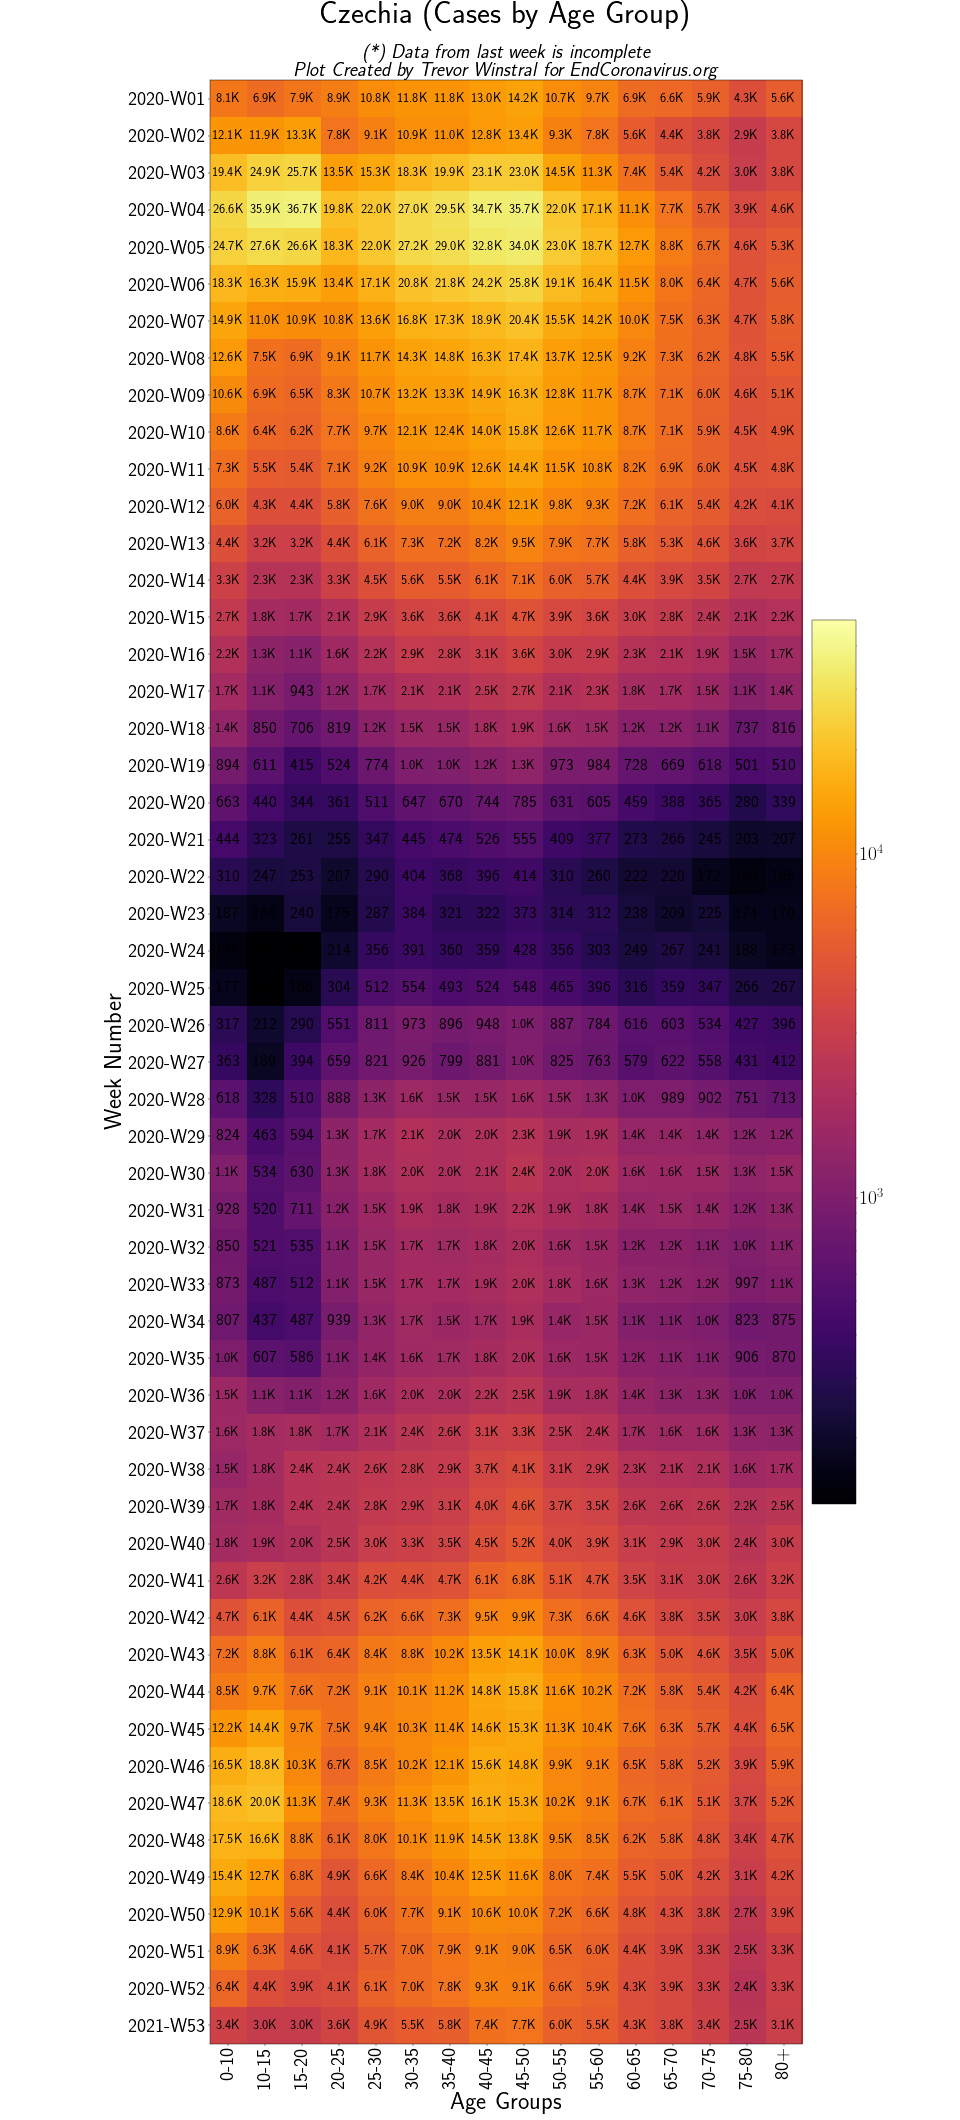 Czechia (Cases by Age Group)
(*) Data from last week is incomplete
Plot Created by Trevor Winstral for EndCoronavirus.org
2020-W01 8.1K 6.9K 7.9K 8.9K 10.8K 11.8K 11.8K 13.0K 14.2K 10.7K 9.7K 6.9K 6.6K 5.9K 4.3K 5.6K
2020-W02 12.1K 11.9K 13.3K 7.8K 9.1K 10.9K 11.0K 12.8K 13.4K 9.3K 7.8K 5.6K 4.4K 3.8K 2.9K 3.8K
2020-W03 19.4K 24.9K 25.7K 13.5K 15.3K 18.3K 19.9K 23.1K 23.0K 14.5K 11.3K 7.4K 5.4K 4.2K 3.0K 3.8K
2020-W04 26.6K 35.9K 36.7K 19.8K 22.0K 27.0K 29.5K 34.7K 35.7K 22.0K 17.1K 11.1K 7.7K 5.7K 3.9K 4.6K
2020-W05 24.7K 27.6K 26.6K 18.3K 22.0K 27.2K 29.0K 32.8K 34.0K 23.0K 18.7K 12.7K 8.8K 6.7K 4.6K 5.3K
2020-W06 18.3K 16.3K 15.9K 13.4K 17.1K 20.8K 21.8K 24.2K 25.8K 19.1K 16.4K 11.5K 8.0K 6.4K 4.7K 5.6K
2020-W07 14.9K 11.0K 10.9K 10.8K 13.6K 16.8K 17.3K 18.9K 20.4K 15.5K 14.2K 10.0K 7.5K 6.3K 4.7K 5.8K
2020-W08 12.6K 7.5K 6.9K 9.1K 11.7K 14.3K 14.8K 16.3K 17.4K 13.7K 12.5K 9.2K 7.3K 6.2K 4.8K 5.5K
2020-W09 10.6K 6.9K 6.5K 8.3K 10.7K 13.2K 13.3K 14.9K 16.3K 12.8K 11.7K 8.7K 7.1K 6.0K 4.6K 5.1K
2020-W10 8.6K 6.4K 6.2K 7.7K 9.7K 12.1K 12.4K 14.0K 15.8K 12.6K 11.7K 8.7K 7.1K 5.9K 4.5K 4.9K
2020-W11 7.3K 5.5K 5.4K 7.1K 9.2K 10.9K 10.9K 12.6K 14.4K 11.5K 10.8K 8.2K 6.9K 6.0K 4.5K 4.8K
2020-W12 6.0K 4.3K 4.4K 5.8K 7.6K 9.0K 9.0K 10.4K 12.1K 9.8K 9.3K 7.2K 6.1K 5.4K 4.2K 4.1K
2020-W13 4.4K 3.2K 3.2K 4.4K 6.1K 7.3K 7.2K 8.2K 9.5K 7.9K 7.7K 5.8K 5.3K 4.6K 3.6K 3.7K
2020-W14 3.3K 2.3K 2.3K 3.3K 4.5K 5.6K 5.5K 6.1K 7.1K 6.0K 5.7K 4.4K 3.9K 3.5K 2.7K 2.7K
2020-W15 2.7K 1.8K 1.7K 2.1K 2.9K 3.6K 3.6K 4.1K 4.7K 3.9K 3.6K 3.0K 2.8K 2.4K 2.1K 2.2K
2020-W16 2.2K 1.3K 1.1K 1.6K 2.2K 2.9K 2.8K 3.1K 3.6K 3.0K 2.9K 2.3K 2.1K 1.9K 1.5K 1.7K
2020-W17 1.7K 1.1K 943 1.2K 1.7K 2.1K 2.1K 2.5K 2.7K 2.1K 2.3K 1.8K 1.7K 1.5K 1.1K 1.4K
2020-W18 1.4K 850 706 819 1.2K 1.5K 1.5K 1.8K 1.9K 1.6K 1.5K 1.2K 1.2K 1.1K 737 816
2020-W19 894 611 415 524 774 1.0K 1.0K 1.2K 1.3K 973 984 728 669 618 501 510
2020-W20 663 440 344 361 511 647 670 744 785 631 605 459 388 365 280 339
2020-W21 444 323 261 255 347 445 474 526 555 409 377 273 266 245 203 207
2020-W22 310 247 253 207 290 404 368 396 414 310 260 222 220 172
2020-W23 187 240 175 287 384 321 322 373 314 312 238 209 225 174 170
2020-W24 214 356 391 360 359 428 356 303 249 267 241 188 173
2020-W25 177 304 512 554 493 524 548 465 396 316 359 347 266 267
2020-W26 317 212 290 551 811 973 896 948 1.0K 887 784 616 603 534 427 396
2020-W27 363 189 394 659 821 926 799 881 1.0K 825 763 579 622 558 431 412
2020-W28 618 328 510 888 1.3K 1.6K 1.5K 1.5K 1.6K 1.5K 1.3K 1.0K 989 902 751 713
2020-W29 824 463 594 1.3K 1.7K 2.1K 2.0K 2.0K 2.3K 1.9K 1.9K 1.4K 1.4K 1.4K 1.2K 1.2K
2020-W30 1.1K 534 630 1.3K 1.8K 2.0K 2.0K 2.1K 2.4K 2.0K 2.0K 1.6K 1.6K 1.5K 1.3K 1.5K
2020-W31 928 520 711 1.2K 1.5K 1.9K 1.8K 1.9K 2.2K 1.9K 1.8K 1.4K 1.5K 1.4K 1.2K 1.3K
2020-W32 850 521 535 1.1K 1.5K 1.7K 1.7K 1.8K 2.0K 1.6K 1.5K 1.2K 1.2K 1.1K 1.0K 1.1K
2020-W33 873 487 512 1.1K 1.5K 1.7K 1.7K 1.9K 2.0K 1.8K 1.6K 1.3K 1.2K 1.2K 997 1.1K
2020-W34 807 437 487 939 1.3K 1.7K 1.5K 1.7K 1.9K 1.4K 1.5K 1.1K 1.1K 1.0K 823 875
2020-W35 1.0K 607 586 1.1K 1.4K 1.6K 1.7K 1.8K 2.0K 1.6K 1.5K 1.2K 1.1K 1.1K 906 870
2020-W36 1.5K 1.1K 1.1K 1.2K 1.6K 2.0K 2.0K 2.2K 2.5K 1.9K 1.8K 1.4K 1.3K 1.3K 1.0K 1.0K
2020-W37 1.6K 1.8K 1.8K 1.7K 2.1K 2.4K 2.6K 3.1K 3.3K 2.5K 2.4K 1.7K 1.6K 1.6K 1.3K 1.3K
2020-W38 1.5K 1.8K 2.4K 2.4K 2.6K 2.8K 2.9K 3.7K 4.1K 3.1K 2.9K 2.3K 2.1K 2.1K 1.6K 1.7K
2020-W39 1.7K 1.8K 2.4K 2.4K 2.8K 2.9K 3.1K 4.0K 4.6K 3.7K 3.5K 2.6K 2.6K 2.6K 2.2K 2.5K
2020-W40 1.8K 1.9K 2.0K 2.5K 3.0K 3.3K 3.5K 4.5K 5.2K 4.0K 3.9K 3.1K 2.9K 3.0K 2.4K 3.0K
2020-W41 2.6K 3.2K 2.8K 3.4K 4.2K 4.4K 4.7K 6.1K 6.8K 5.1K 4.7K 3.5K 3.1K 3.0K 2.6K 3.2K
2020-W42 4.7K 6.1K 4.4K 4.5K 6.2K 6.6K 7.3K 9.5K 9.9K 7.3K 6.6K 4.6K 3.8K 3.5K 3.0K 3.8K
2020-W43 7.2K 8.8K 6.1K 6.4K 8.4K 8.8K 10.2K 13.5K 14.1K 10.0K 8.9K 6.3K 5.0K 4.6K 3.5K 5.0K
2020-W44 8.5K 9.7K 7.6K 7.2K 9.1K 10.1K 11.2K 14.8K 15.8K 11.6K 10.2K 7.2K 5.8K 5.4K 4.2K 6.4K
2020-W45 12.2K 14.4K 9.7K 7.5K 9.4K 10.3K 11.4K 14.6K 15.3K 11.3K 10.4K 7.6K 6.3K 5.7K 4.4K 6.5K
2020-W46 16.5K 18.8K 10.3K 6.7K 8.5K 10.2K 12.1K 15.6K 14.8K 9.9K 9.1K 6.5K 5.8K 5.2K 3.9K 5.9K
2020-W47 18.6K 20.0K 11.3K 7.4K 9.3K 11.3K 13.5K 16.1K 15.3K 10.2K 9.1K 6.7K 6.1K 5.1K 3.7K 5.2K
2020-W48 17.5K 16.6K 8.8K 6.1K 8.0K 10.1K 11.9K 14.5K 13.8K 9.5K 8.5K 6.2K 5.8K 4.8K 3.4K 4.7K
2020-W49 15.4K 12.7K 6.8K 4.9K 6.6K 8.4K 10.4K 12.5K 11.6K 8.0K 7.4K 5.5K 5.0K 4.2K 3.1K 4.2K
2020-W50 12.9K 10.1K 5.6K 4.4K 6.0K 7.7K 9.1K 10.6K 10.0K 7.2K 6.6K 4.8K 4.3K 3.8K 2.7K 3.9K
2020-W51 8.9K 6.3K 4.6K 4.1K 5.7K 7.0K 7.9K 9.1K 9.0K 6.5K 6.0K 4.4K 3.9K 3.3K 2.5K 3.3K
2020-W52 6.4K 4.4K 3.9K 4.1K 6.1K 7.0K 7.8K 9.3K 9.1K 6.6K 5.9K 4.3K 3.9K 3.3K 2.4K 3.3K
2021-W53 3.4K 3.0K 3.0K 3.6K 4.9K 5.5K 5.8K 7.4K 7.7K 6.0K 5.5K 4.3K 3.8K 3.4K 2.5K 3.1K
0-10 10-15 15-20 20-25 25-30 30-35 35-40 40-45 45-50 50-55 55-60 60-65 65-70 70-75 75-80 80+
Age Groups
Week Number
10^4
10^3